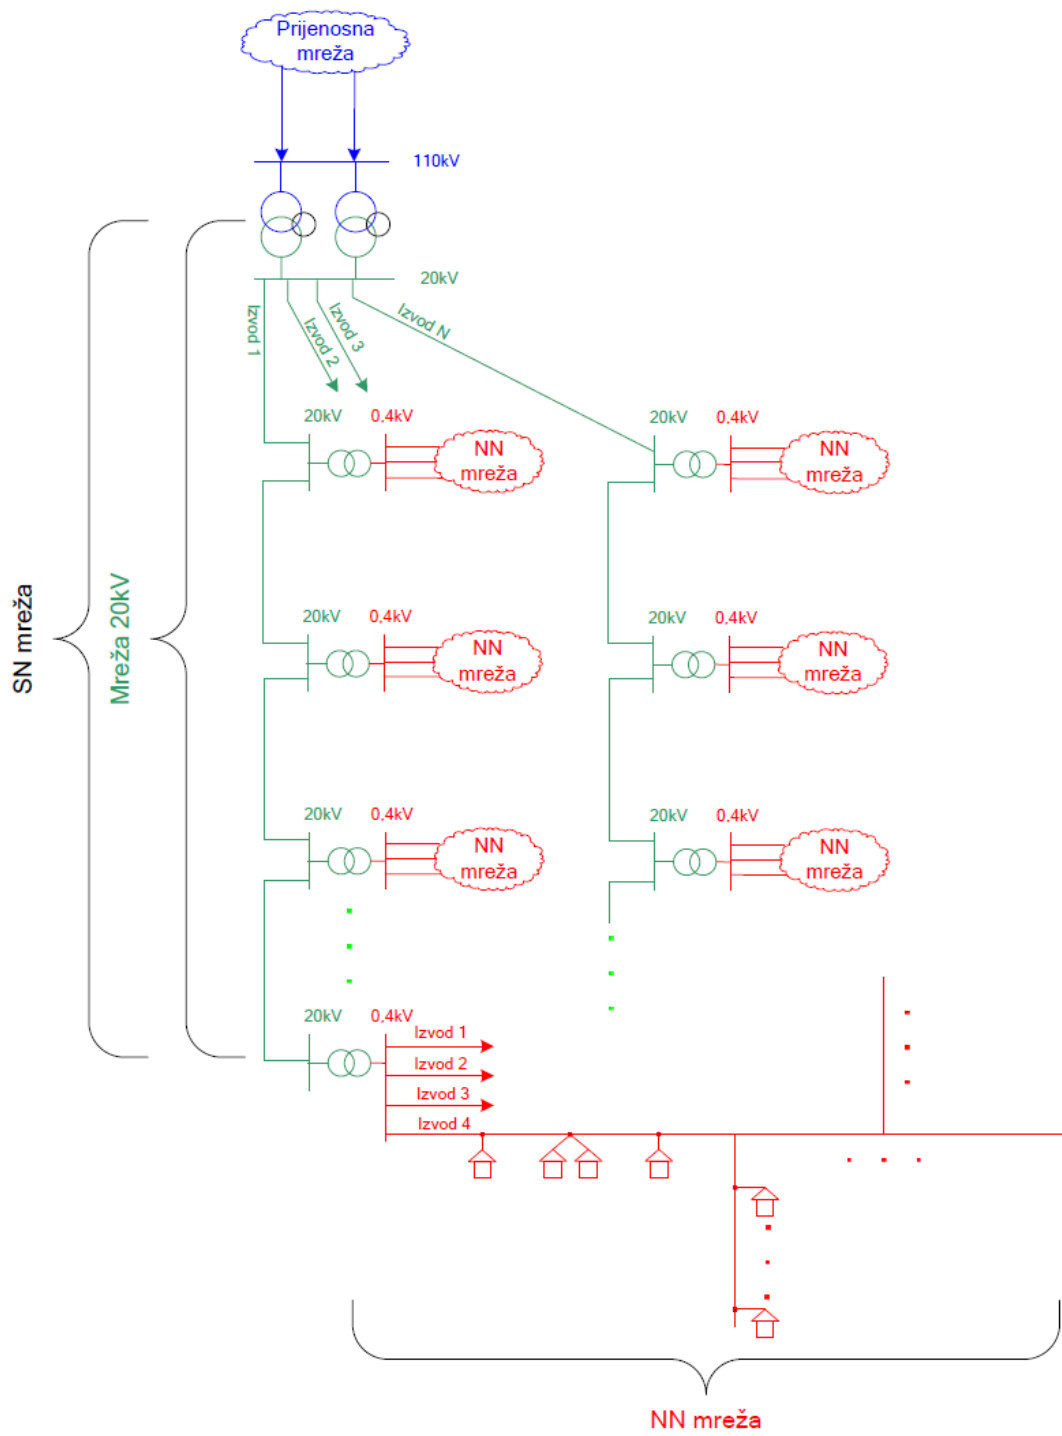 Prijenosna
mreža
110kV
20kV
Izvod 1
Izvod 2
Izvod 3
Izvod N
20kV
0,4kV
NN
mreža
20kV
0,4kV
NN
mreža
SN mreža
Mreža 20kV
20kV
0,4kV
NN
mreža
20kV
0,4kV
NN
mreža
20kV
0,4kV
NN
mreža
20kV
0,4kV
NN
mreža
20kV
0,4kV
Izvod 1
Izvod 2
Izvod 3
Izvod 4
NN mreža